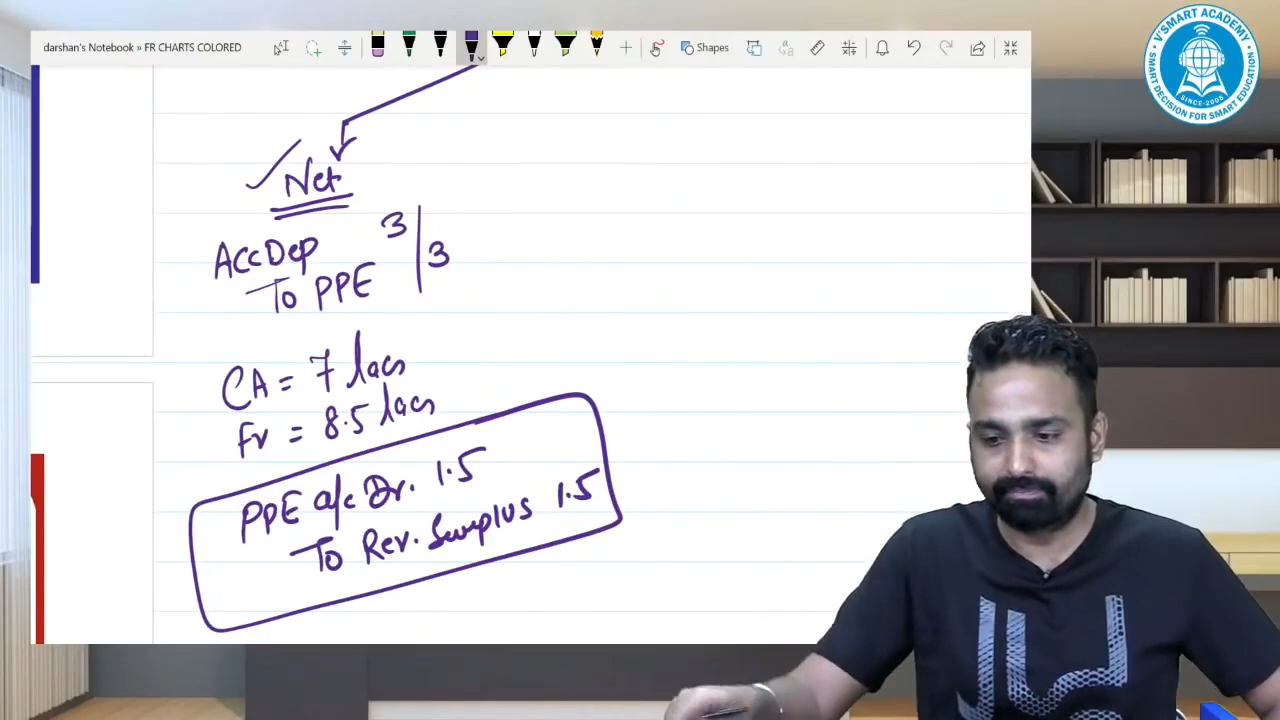 darshan's Notebook » FR CHARTS COLORED
Shapes
V'SMART ACADEMY
SMART DECISION FOR SMART EDUCATION
SINCE-2005
Net
AccDep 3
To PPE 3
CA = 7 lacs
Fv = 8.5 lacs
PPE a/c Dr. 1.5
To Rev. Surplus 1.5